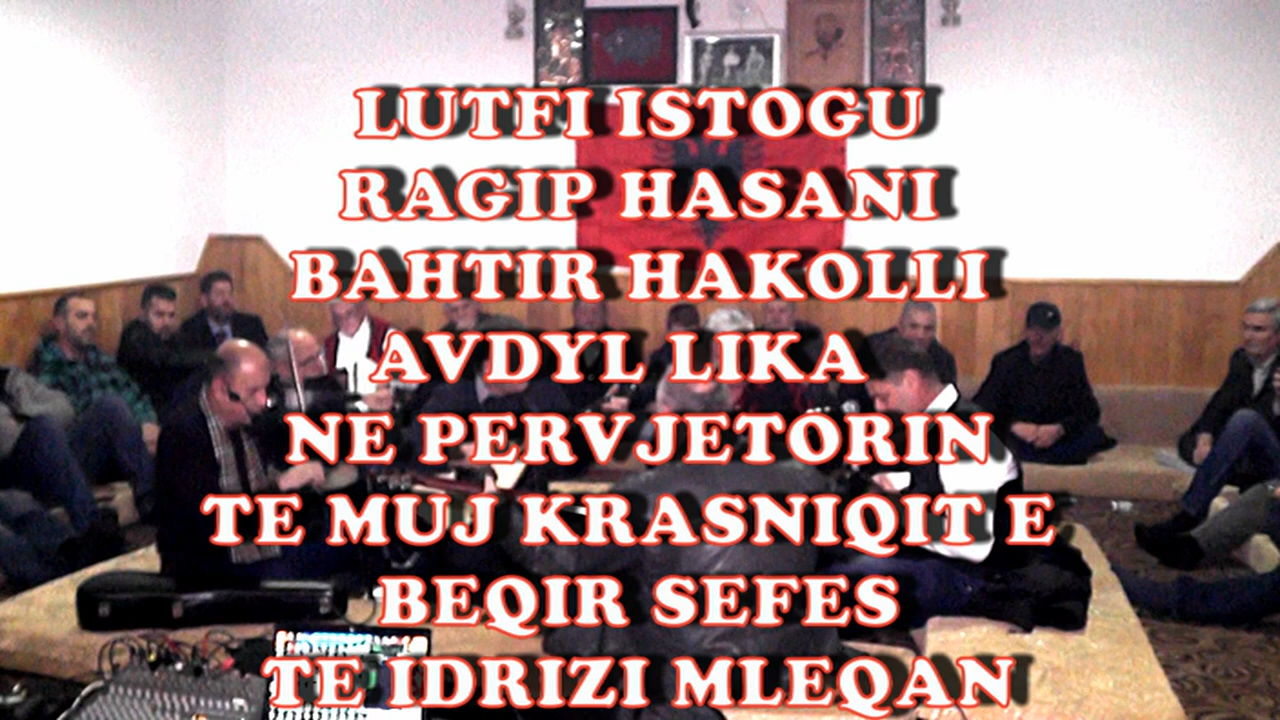 LUTFI ISTOGU
RAGIP HASANI
BAHTIR HAKOLLI
AVDYL LIKA
NE PERVJETORIN
TE MUJ KRASNIQIT E
BEQIR SEFES
TE IDRIZI MLEQAN